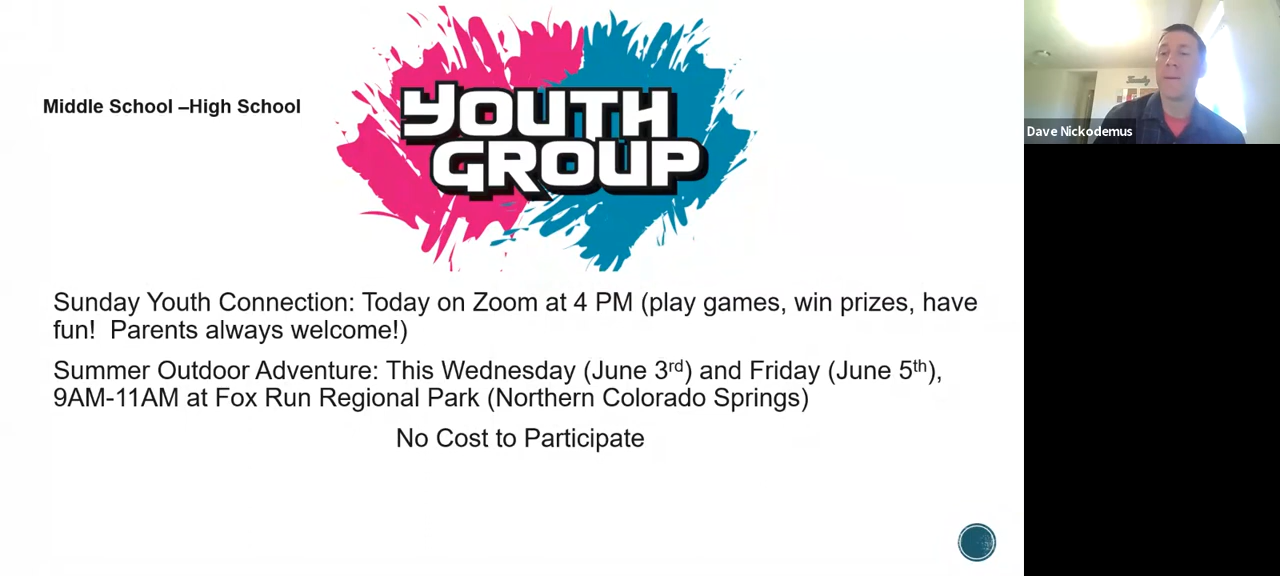 Middle School –High School
YOUTH
GROUP
Dave Nickodemus
Sunday Youth Connection: Today on Zoom at 4 PM (play games, win prizes, have
fun!  Parents always welcome!)
Summer Outdoor Adventure: This Wednesday (June 3rd) and Friday (June 5th),
9AM-11AM at Fox Run Regional Park (Northern Colorado Springs)
No Cost to Participate